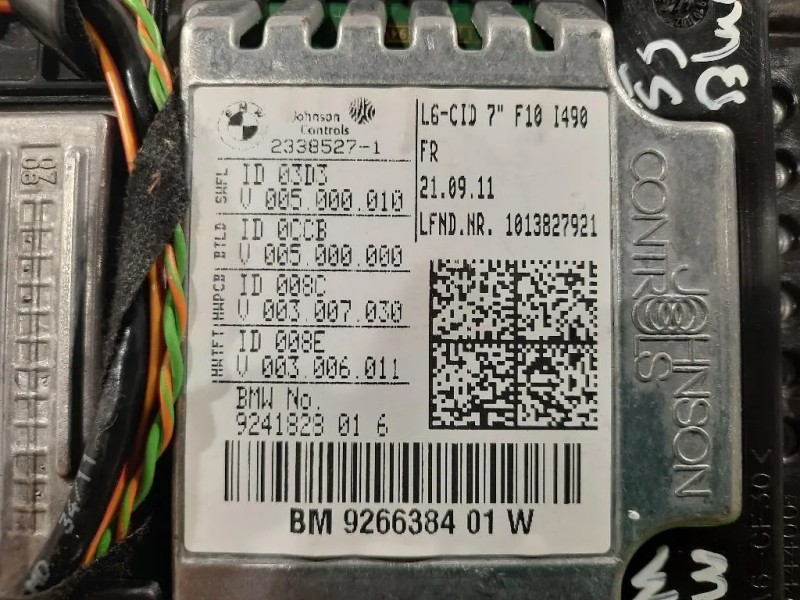 BMW
Johnson
Controls
2338527-1
SWFL
ID 03D3
V 005.000.010
BTLD
ID 0CCB
V 005.000.000
HWPCB
ID 008C
V 003.007.030
HWTFT
ID 008E
V 003.006.011
BMW No.
9241823 01 6
L6-CID 7" F10 I490
FR
21.09.11
LFND.NR. 1013827921
BM 9266384 01 W
JOHNSON
CONTROLS